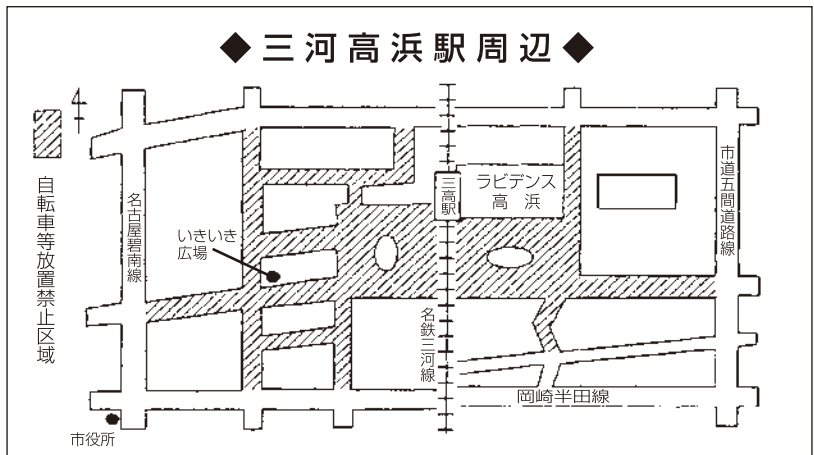 ◆三河高浜駅周辺◆
自転車等放置禁止区域
名古屋碧南線
いきいき
広場
三高駅
ラビデンス
高浜
市道五間道路線
名鉄三河線
岡崎半田線
市役所